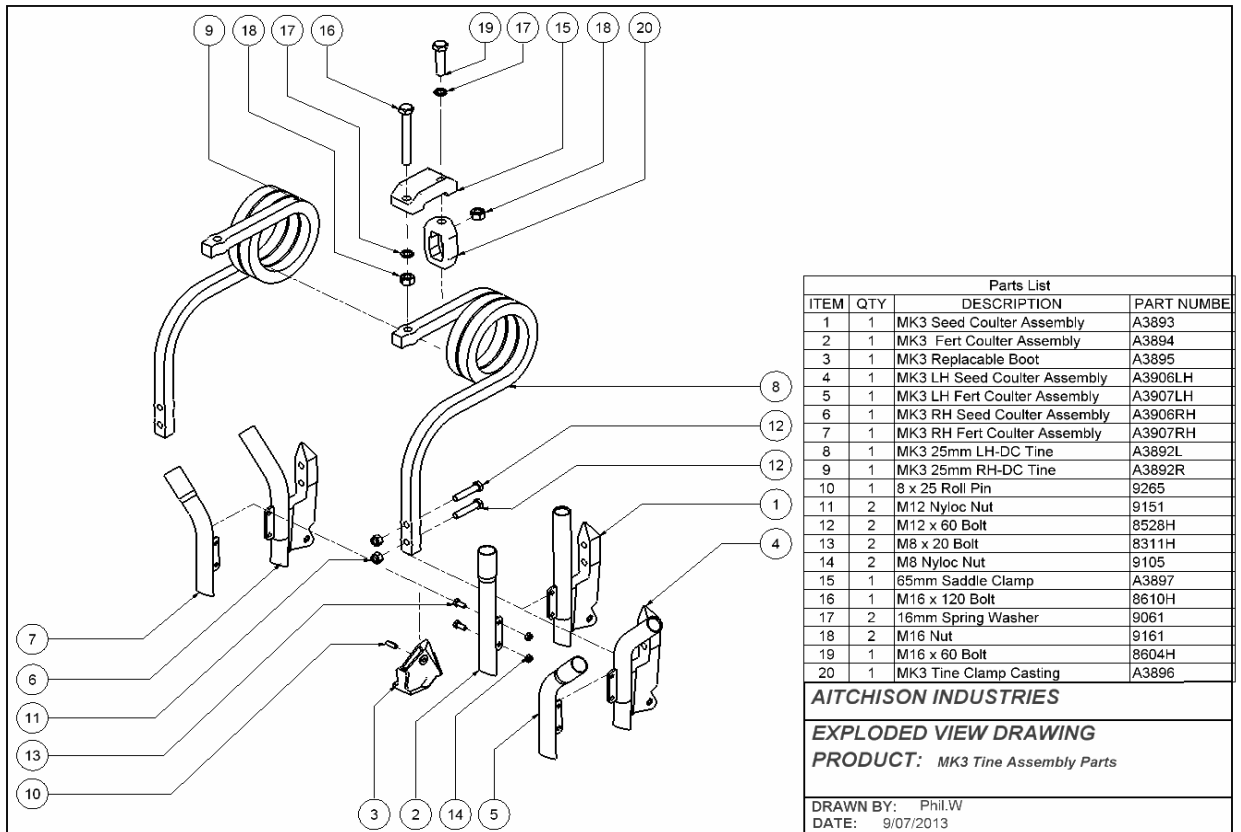 9 18 17 16 19 17 15 18 20
8
12
12
1
4
7
6
11
13
10
3 2 14 5
Parts List
ITEM QTY DESCRIPTION PART NUMBE
1 1 MK3 Seed Coulter Assembly A3893
2 1 MK3 Fert Coulter Assembly A3894
3 1 MK3 Replacable Boot A3895
4 1 MK3 LH Seed Coulter Assembly A3906LH
5 1 MK3 LH Fert Coulter Assembly A3907LH
6 1 MK3 RH Seed Coulter Assembly A3906RH
7 1 MK3 RH Fert Coulter Assembly A3907RH
8 1 MK3 25mm LH-DC Tine A3892L
9 1 MK3 25mm RH-DC Tine A3892R
10 1 8 x 25 Roll Pin 9265
11 2 M12 Nyloc Nut 9151
12 2 M12 x 60 Bolt 8528H
13 2 M8 x 20 Bolt 8311H
14 2 M8 Nyloc Nut 9105
15 1 65mm Saddle Clamp A3897
16 1 M16 x 120 Bolt 8610H
17 2 16mm Spring Washer 9061
18 2 M16 Nut 9161
19 1 M16 x 60 Bolt 8604H
20 1 MK3 Tine Clamp Casting A3896
AITCHISON INDUSTRIES
EXPLODED VIEW DRAWING
PRODUCT: MK3 Tine Assembly Parts
DRAWN BY: Phil.W
DATE: 9/07/2013